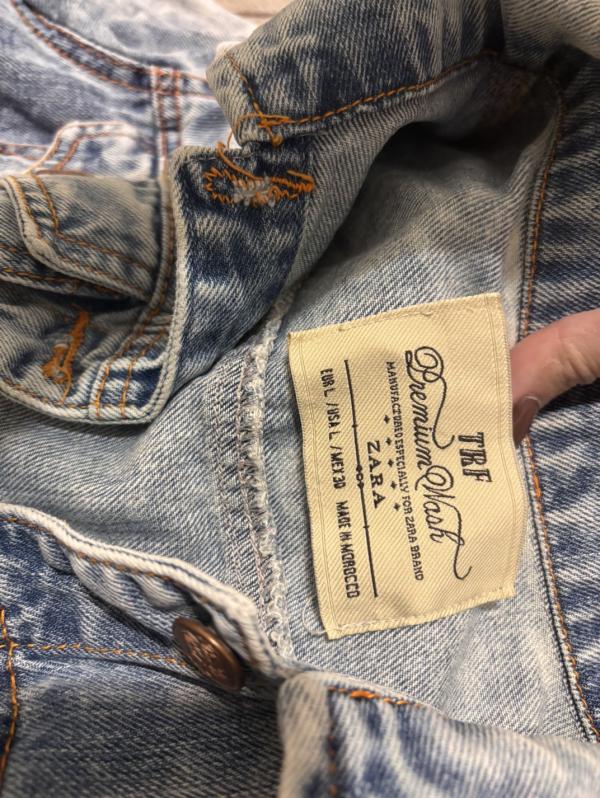 TRF
Premium Wash
MANUFACTURED ESPECIALLY FOR ZARA BRAND
ZARA
EUR L / USA L / MEX 30 MADE IN MOROCCO